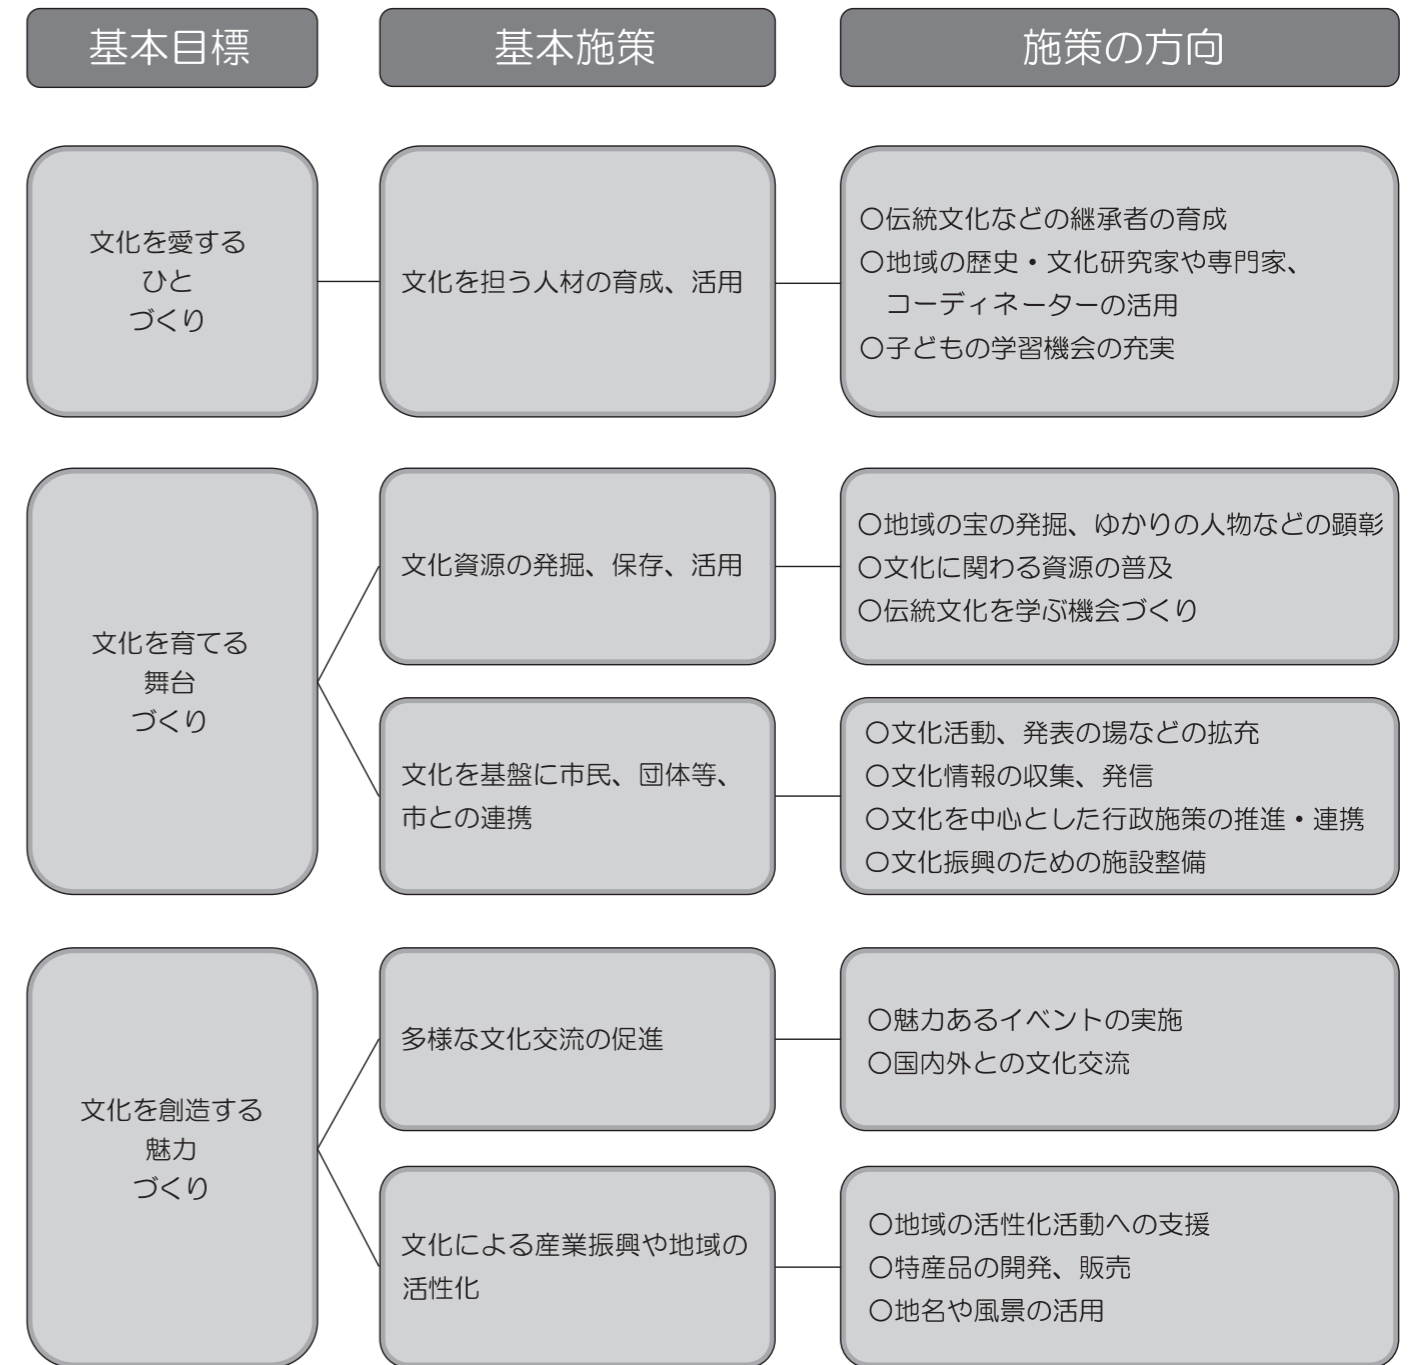 基本目標
基本施策
施策の方向
文化を愛する
ひと
づくり
文化を担う人材の育成、活用
〇伝統文化などの継承者の育成
〇地域の歴史・文化研究家や専門家、
コーディネーターの活用
〇子どもの学習機会の充実
文化を育てる
舞台
づくり
文化資源の発掘、保存、活用
〇地域の宝の発掘、ゆかりの人物などの顕彰
〇文化に関わる資源の普及
〇伝統文化を学ぶ機会づくり
文化を基盤に市民、団体等、
市との連携
〇文化活動、発表の場などの拡充
〇文化情報の収集、発信
〇文化を中心とした行政施策の推進・連携
〇文化振興のための施設整備
文化を創造する
魅力
づくり
多様な文化交流の促進
〇魅力あるイベントの実施
〇国内外との文化交流
文化による産業振興や地域の
活性化
〇地域の活性化活動への支援
〇特産品の開発、販売
〇地名や風景の活用